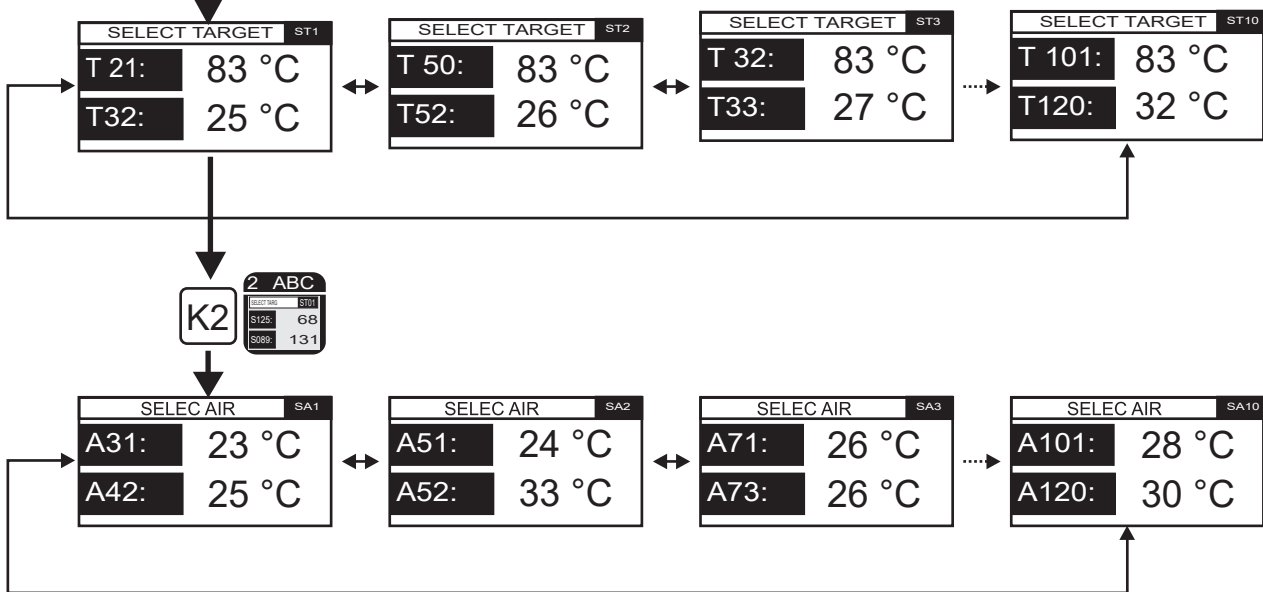 SELECT TARGET ST1
T 21: 83 °C
T32: 25 °C
SELECT TARGET ST2
T 50: 83 °C
T52: 26 °C
SELECT TARGET ST3
T 32: 83 °C
T33: 27 °C
SELECT TARGET ST10
T 101: 83 °C
T120: 32 °C
K2
2 ABC
SELECT TARG ST01
S125: 68
S089: 131
SELEC AIR SA1
A31: 23 °C
A42: 25 °C
SELEC AIR SA2
A51: 24 °C
A52: 33 °C
SELEC AIR SA3
A71: 26 °C
A73: 26 °C
SELEC AIR SA10
A101: 28 °C
A120: 30 °C